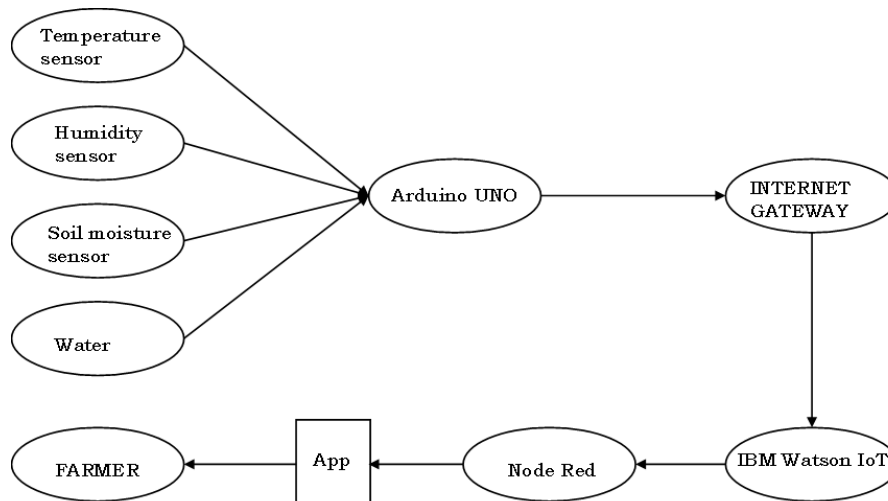 Temperature
sensor
Humidity
sensor
Soil moisture
sensor
Water
Arduino UNO
INTERNET
GATEWAY
FARMER
App
Node Red
IBM Watson IoT